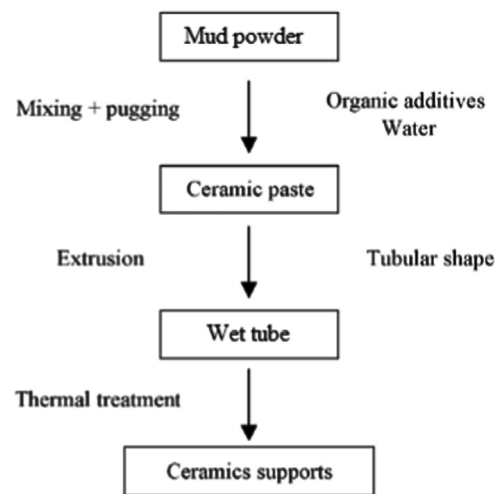 Mud powder
Mixing + pugging
Organic additives
Water
Ceramic paste
Extrusion
Tubular shape
Wet tube
Thermal treatment
Ceramics supports